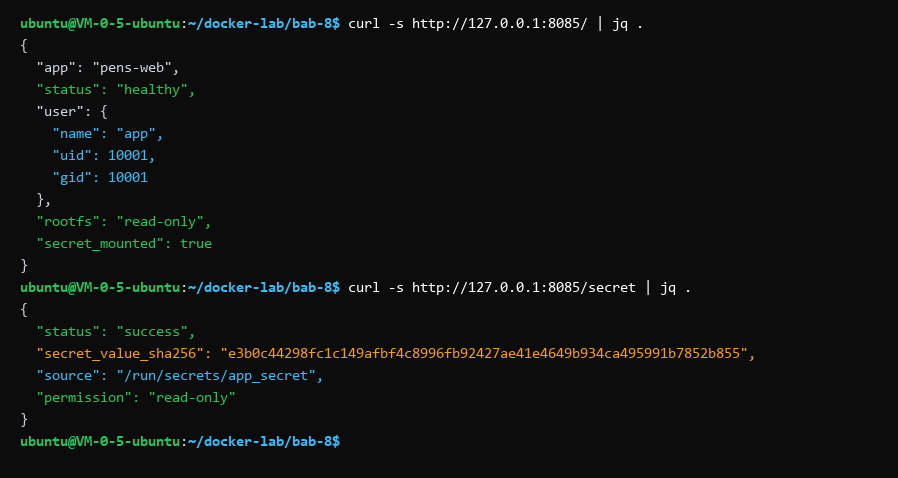 ubuntu@VM-0-5-ubuntu:~/docker-lab/bab-8$ curl -s http://127.0.0.1:8085/ | jq .
{
  "app": "pens-web",
  "status": "healthy",
  "user": {
    "name": "app",
    "uid": 10001,
    "gid": 10001
  },
  "rootfs": "read-only",
  "secret_mounted": true
}
ubuntu@VM-0-5-ubuntu:~/docker-lab/bab-8$ curl -s http://127.0.0.1:8085/secret | jq .
{
  "status": "success",
  "secret_value_sha256": "e3b0c44298fc1c149afbf4c8996fb92427ae41e4649b934ca495991b7852b855",
  "source": "/run/secrets/app_secret",
  "permission": "read-only"
}
ubuntu@VM-0-5-ubuntu:~/docker-lab/bab-8$